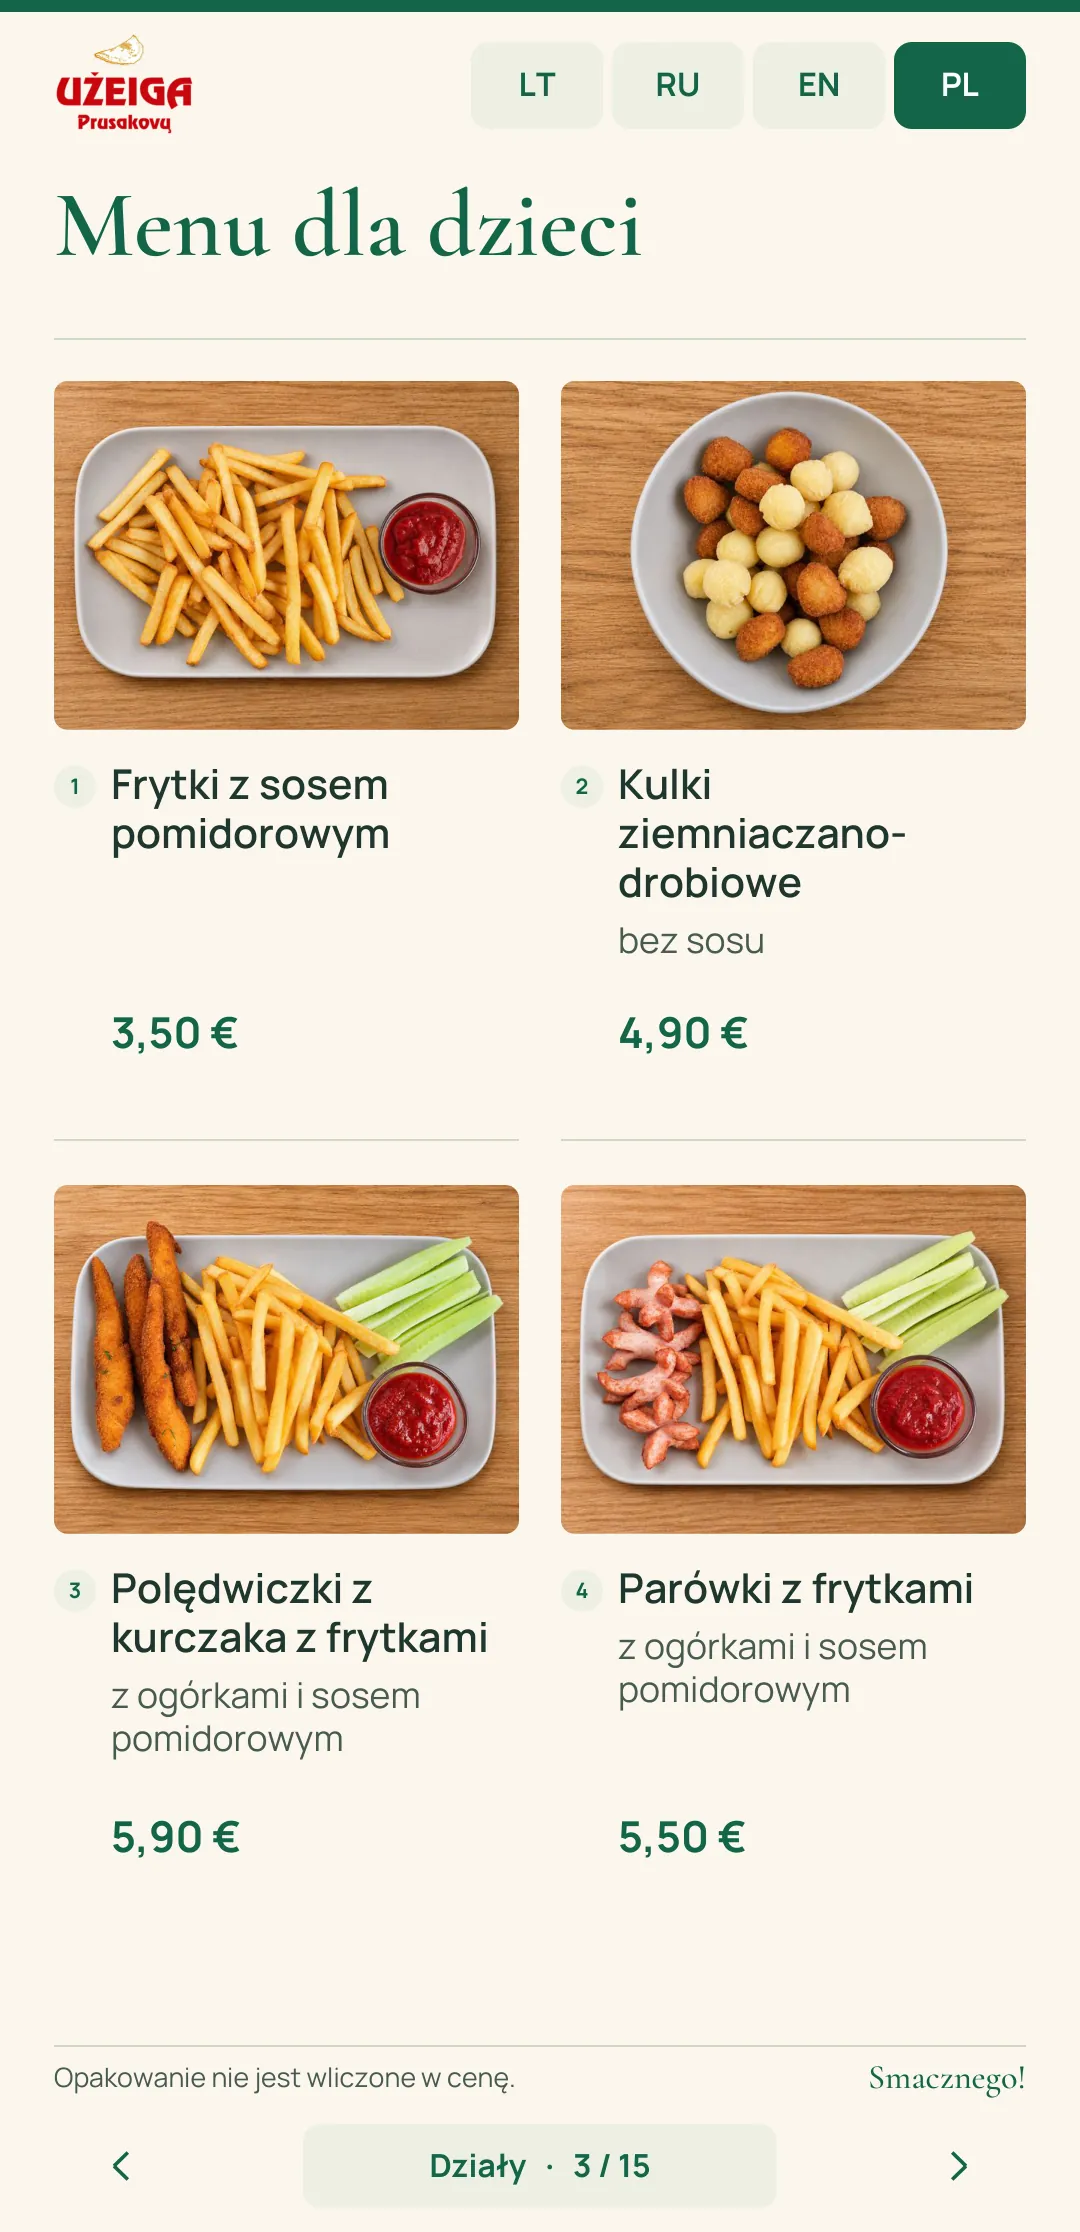 UŽEIGA
Prusakovų
LT
RU
EN
PL
Menu dla dzieci
1
Frytki z sosem
pomidorowym
3,50 €
2
Kulki
ziemniaczano-
drobiowe
bez sosu
4,90 €
3
Polędwiczki z
kurczaka z frytkami
z ogórkami i sosem
pomidorowym
5,90 €
4
Parówki z frytkami
z ogórkami i sosem
pomidorowym
5,50 €
Opakowanie nie jest wliczone w cenę.
Smacznego!
Działy · 3 / 15